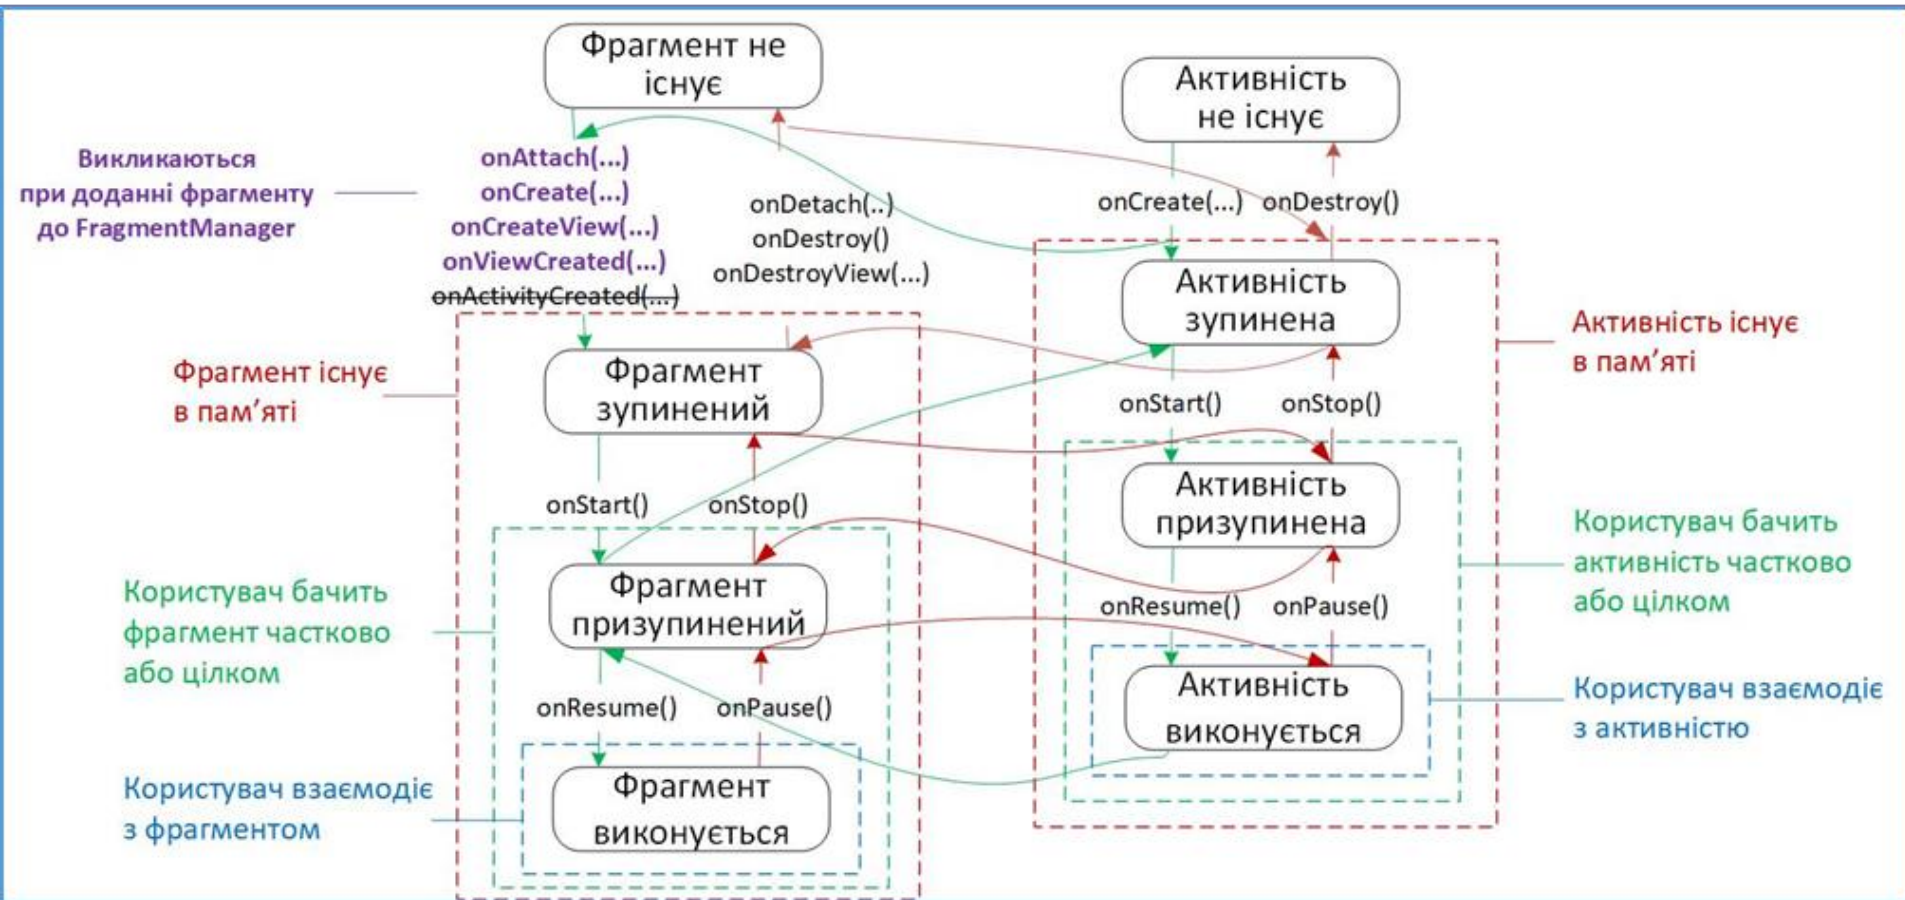 Фрагмент не
існує
Активність
не існує
Викликаються
при доданні фрагменту
до FragmentManager
onAttach(...)
onCreate(...)
onCreateView(...)
onViewCreated(...)
onActivityCreated(...)
onDetach(..)
onDestroy()
onDestroyView(...)
onCreate(...)
onDestroy()
Активність
зупинена
Фрагмент існує
в пам’яті
Фрагмент
зупинений
Активність існує
в пам’яті
onStart()
onStop()
onStart()
onStop()
Активність
призупинена
Користувач бачить
фрагмент частково
або цілком
Фрагмент
призупинений
Користувач бачить
активність частково
або цілком
onResume()
onPause()
onResume()
onPause()
Активність
виконується
Користувач взаємодіє
з активністю
Користувач взаємодіє
з фрагментом
Фрагмент
виконується